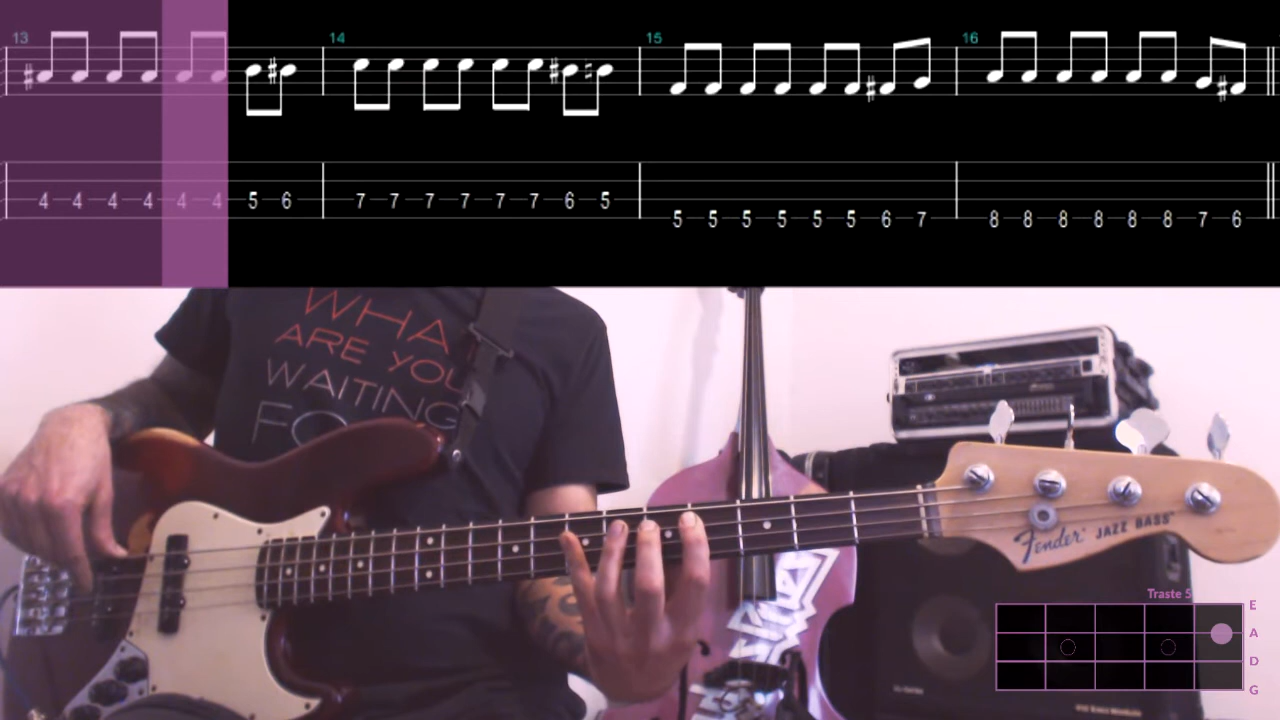 13 14 15 16
4 4 4 4 4 4 5 6 7 7 7 7 7 7 6 5 5 5 5 5 5 5 6 7 8 8 8 8 8 8 7 6
WHA
ARE YOU
WAITING
FO
Fender JAZZ BASS
Traste 5
E
A
D
G